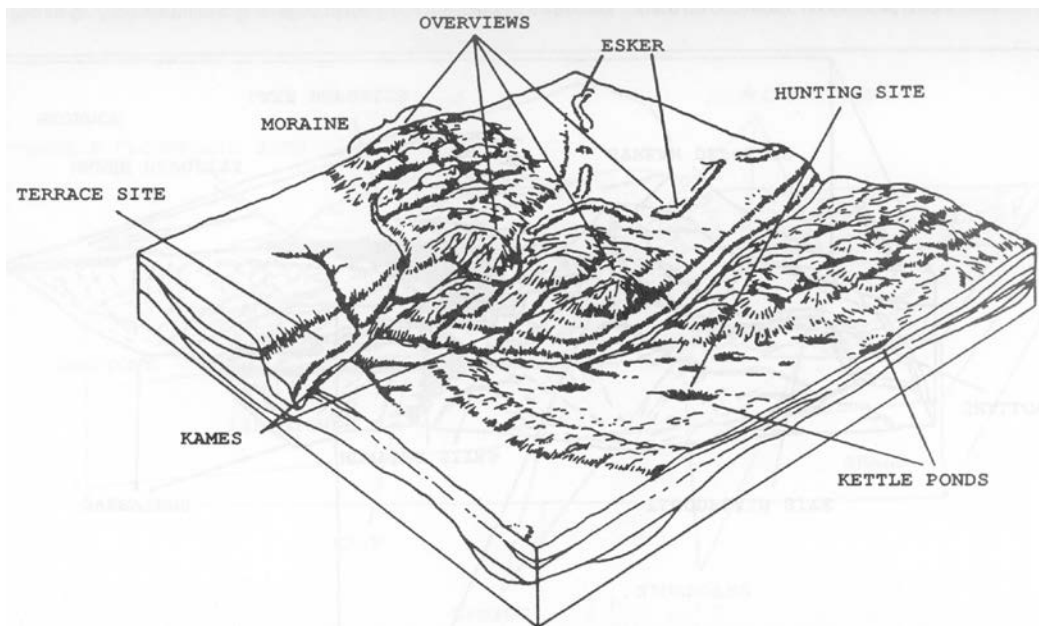 OVERVIEWS
ESKER
HUNTING SITE
MORAINE
TERRACE SITE
KAMES
KETTLE PONDS